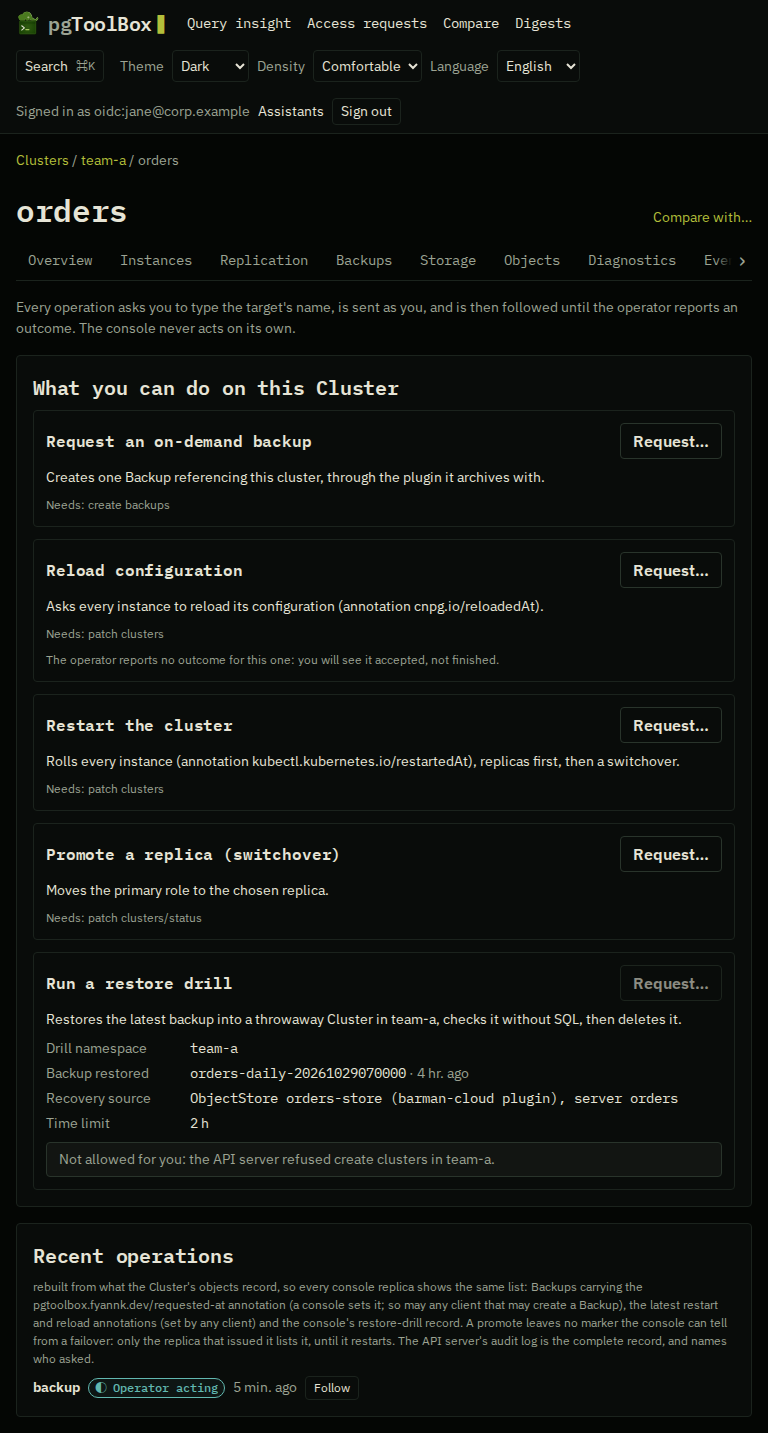 pgToolBox Query insight Access requests Compare Digests
Search ⌘K Theme Dark Density Comfortable Language English
Signed in as oidc:jane@corp.example Assistants Sign out
Clusters / team-a / orders
orders
Compare with...
Overview Instances Replication Backups Storage Objects Diagnostics
Every operation asks you to type the target's name, is sent as you, and is then followed until the operator reports an
outcome. The console never acts on its own.
What you can do on this Cluster
Request an on-demand backup
Request...
Creates one Backup referencing this cluster, through the plugin it archives with.
Needs: create backups
Reload configuration
Request...
Asks every instance to reload its configuration (annotation cnpg.io/reloadedAt).
Needs: patch clusters
The operator reports no outcome for this one: you will see it accepted, not finished.
Restart the cluster
Request...
Rolls every instance (annotation kubectl.kubernetes.io/restartedAt), replicas first, then a switchover.
Needs: patch clusters
Promote a replica (switchover)
Request...
Moves the primary role to the chosen replica.
Needs: patch clusters/status
Run a restore drill
Request...
Restores the latest backup into a throwaway Cluster in team-a, checks it without SQL, then deletes it.
Drill namespace team-a
Backup restored orders-daily-20261029070000 · 4 hr. ago
Recovery source ObjectStore orders-store (barman-cloud plugin), server orders
Time limit 2 h
Not allowed for you: the API server refused create clusters in team-a.
Recent operations
rebuilt from what the Cluster's objects record, so every console replica shows the same list: Backups carrying the
pgtoolbox.fyannk.dev/requested-at annotation (a console sets it; so may any client that may create a Backup), the latest restart
and reload annotations (set by any client) and the console's restore-drill record. A promote leaves no marker the console can tell
from a failover: only the replica that issued it lists it, until it restarts. The API server's audit log is the complete record, and names
who asked.
backup Operator acting 5 min. ago Follow